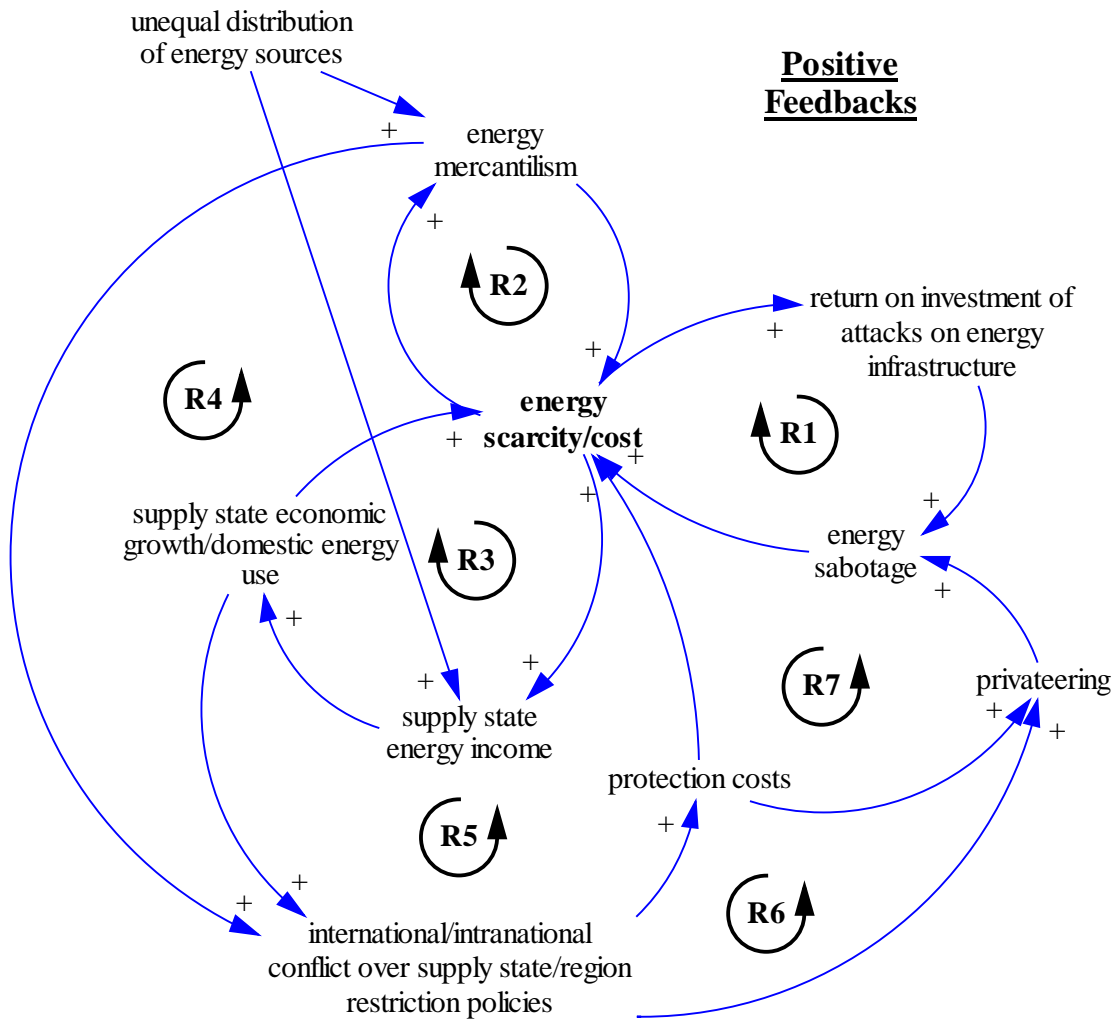 unequal distribution
of energy sources
Positive
Feedbacks
+
energy
mercantilism
+
R2
return on investment of
attacks on energy
infrastructure
+
+
R4
energy
scarcity/cost
R1
+
+
+
supply state economic
growth/domestic energy
use
R3
+
energy
sabotage
+
+
+
+
R7
privateering
supply state
energy income
+
+
protection costs
R5
+
+
+
R6
international/intranational
conflict over supply state/region
restriction policies